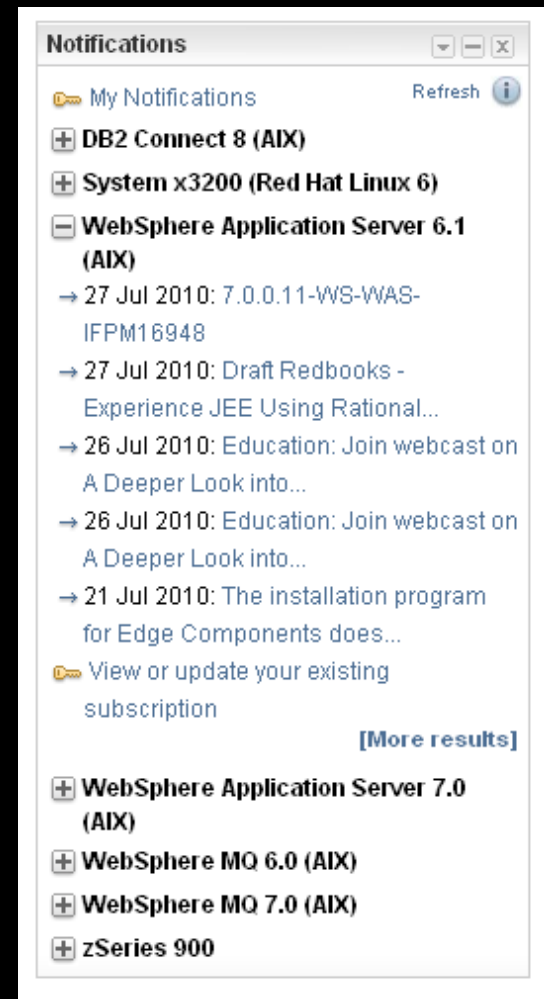 Notifications
My Notifications Refresh
DB2 Connect 8 (AIX)
System x3200 (Red Hat Linux 6)
WebSphere Application Server 6.1
(AIX)
→ 27 Jul 2010: 7.0.0.11-WS-WAS-
IFPM16948
→ 27 Jul 2010: Draft Redbooks -
Experience JEE Using Rational...
→ 26 Jul 2010: Education: Join webcast on
A Deeper Look into...
→ 26 Jul 2010: Education: Join webcast on
A Deeper Look into...
→ 21 Jul 2010: The installation program
for Edge Components does...
View or update your existing
subscription
[More results]
WebSphere Application Server 7.0
(AIX)
WebSphere MQ 6.0 (AIX)
WebSphere MQ 7.0 (AIX)
zSeries 900